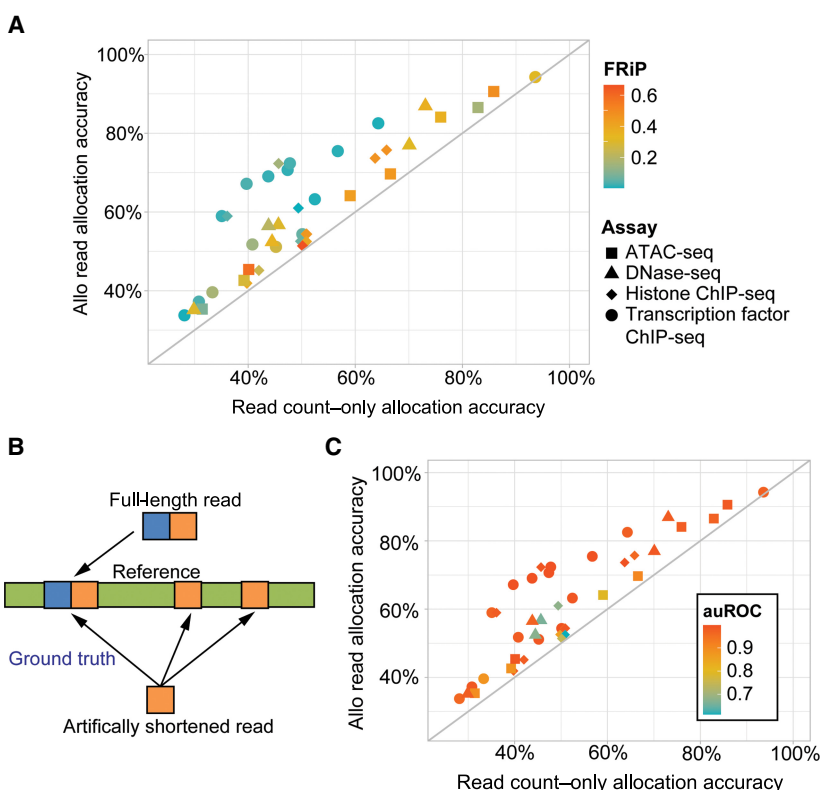 A
100%
80%
60%
40%
Allo read allocation accuracy
40%
60%
80%
100%
Read count–only allocation accuracy
FRiP
0.6
0.4
0.2
Assay
ATAC-seq
DNase-seq
Histone ChIP-seq
Transcription factor
ChIP-seq
B
Full-length read
Reference
Ground truth
Artifically shortened read
C
100%
80%
60%
40%
Allo read allocation accuracy
auROC
0.9
0.8
0.7
40%
60%
80%
100%
Read count–only allocation accuracy